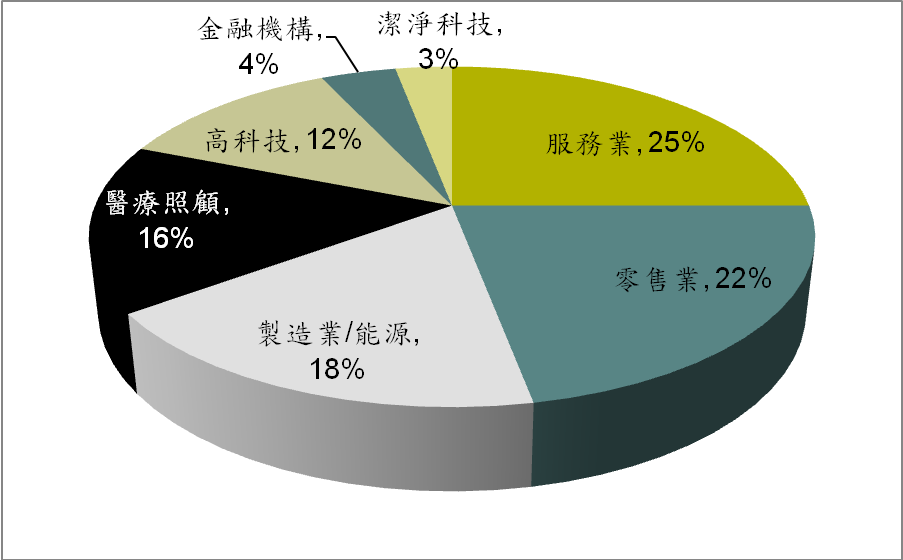 金融機構,
4%
潔淨科技,
3%
服務業, 25%
高科技, 12%
醫療照顧,
16%
零售業, 22%
製造業/能源,
18%